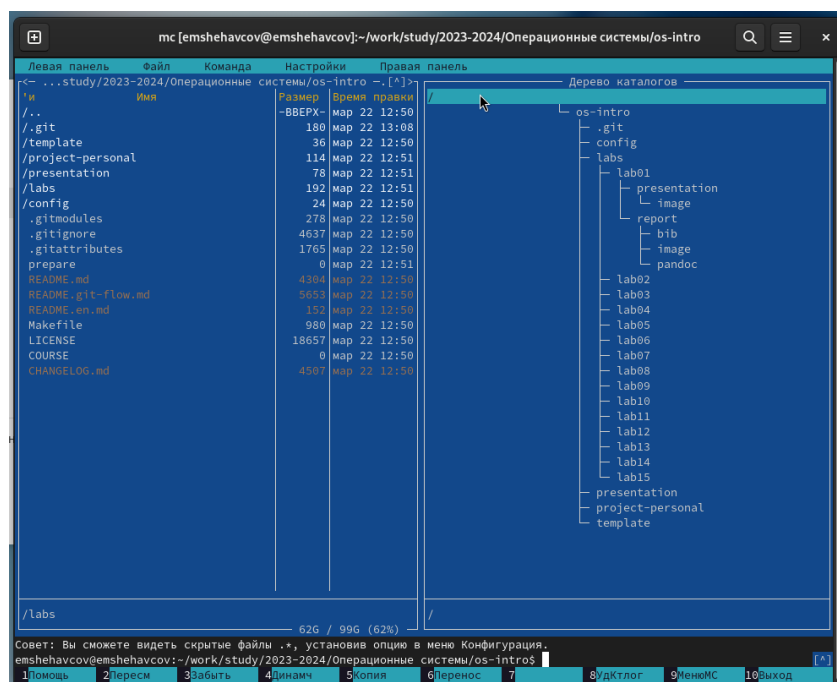 mc [emshehavcov@emshehavcov]:~/work/study/2023-2024/Операционные системы/os-intro
Левая панель Файл Команда Настройки Правая панель
<— ...study/2023-2024/Операционные системы/os-intro —.[^]>
'и Имя Размер Время правки
/.. -ВВЕРХ- мар 22 12:50
/.git 180 мар 22 13:08
/template 36 мар 22 12:50
/project-personal 114 мар 22 12:51
/presentation 78 мар 22 12:51
/labs 192 мар 22 12:51
/config 24 мар 22 12:50
.gitmodules 278 мар 22 12:50
.gitignore 4637 мар 22 12:50
.gitattributes 1765 мар 22 12:50
prepare 0 мар 22 12:51
README.md 4304 мар 22 12:50
README.git-flow.md 5653 мар 22 12:50
README.en.md 152 мар 22 12:50
Makefile 980 мар 22 12:50
LICENSE 18657 мар 22 12:50
COURSE 0 мар 22 12:50
CHANGELOG.md 4507 мар 22 12:50
/labs
62G / 99G (62%)
Дерево каталогов
/
os-intro
.git
config
labs
lab01
presentation
image
report
bib
image
pandoc
lab02
lab03
lab04
lab05
lab06
lab07
lab08
lab09
lab10
lab11
lab12
lab13
lab14
lab15
presentation
project-personal
template
/
Совет: Вы сможете видеть скрытые файлы .*, установив опцию в меню Конфигурация.
emshehavcov@emshehavcov:~/work/study/2023-2024/Операционные системы/os-intro$ [^]
1Помощь 2Пересм 3Забыть 4Динамч 5Копия 6Перенос 7 8УдКтлог 9МенюMC 10Выход